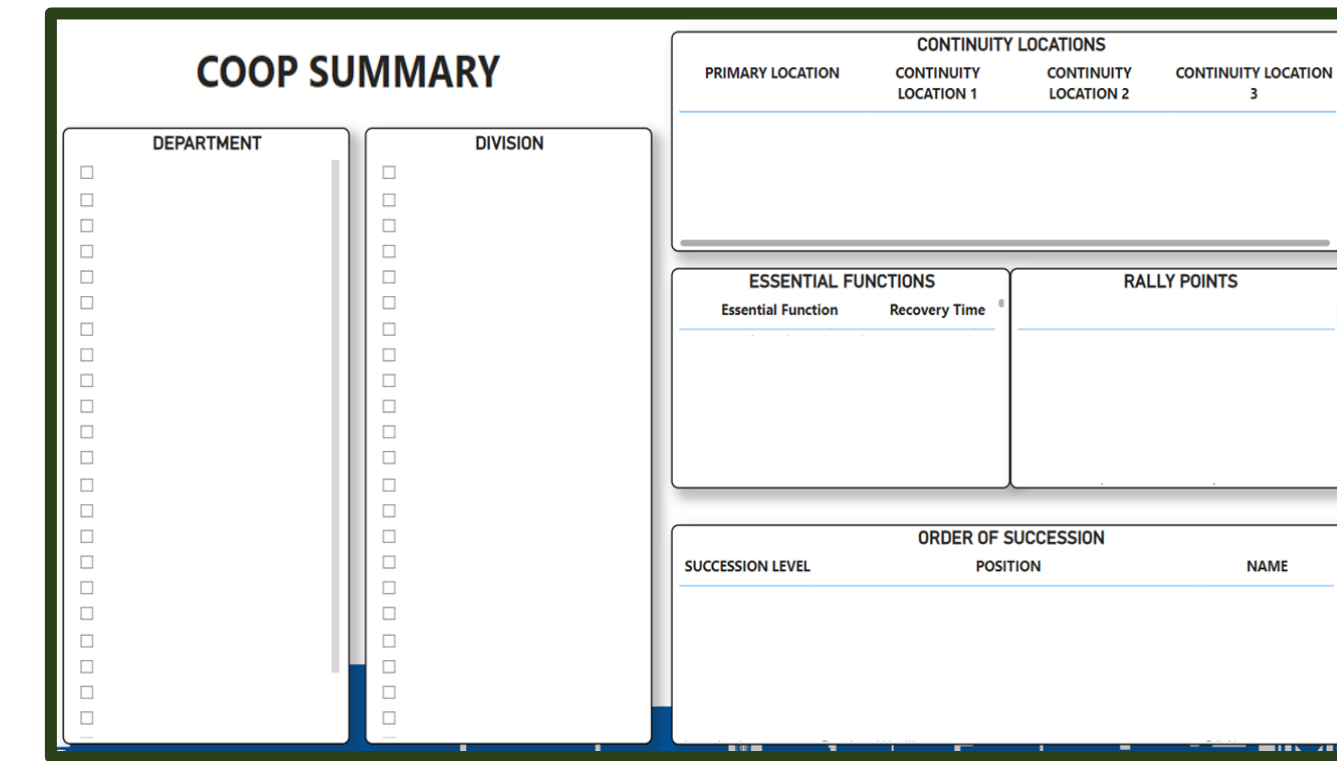 COOP SUMMARY
DEPARTMENT
DIVISION
CONTINUITY LOCATIONS
PRIMARY LOCATION
CONTINUITY
LOCATION 1
CONTINUITY
LOCATION 2
CONTINUITY LOCATION
3
ESSENTIAL FUNCTIONS
Essential Function
Recovery Time
RALLY POINTS
ORDER OF SUCCESSION
SUCCESSION LEVEL
POSITION
NAME